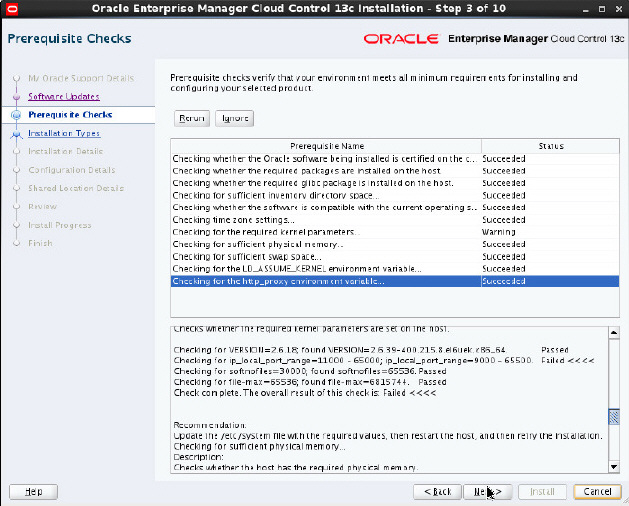 Oracle Enterprise Manager Cloud Control 13c Installation - Step 3 of 10
Prerequisite Checks
ORACLE Enterprise Manager Cloud Control 13c
My Oracle Support Details
Software Updates
Prerequisite Checks
Installation Types
Installation Details
Configuration Details
Shared Location Details
Review
Install Progress
Finish
Prerequisite checks verify that your environment meets all minimum requirements for installing and
configuring your selected product.
Rerun Ignore
Prerequisite Name Status
Checking whether the Oracle software being installed is certified on the c... Succeeded
Checking whether the required packages are installed on the host. Succeeded
Checking whether the required glibc package is installed on the host. Succeeded
Checking for sufficient inventory directory space... Succeeded
Checking whether the software is compatible with the current operating s... Succeeded
Checking time zone settings... Succeeded
Checking for the required kernel parameters.. Warning
Checking for sufficient physical memory... Succeeded
Checking for sufficient swap space... Succeeded
Checking for the LD_ASSUME_KERNEL environment variable... Succeeded
Checking for the http_proxy environment variable... Succeeded
Checks whether the required kernel parameters are set on the host.
Checking for VERSION=2.6.18; found VERSION=2.6.39-400.215.8.el6uek.x86_64. Passed
Checking for ip_local_port_range=11000 - 65000; ip_local_port_range=9000 - 65500. Failed <<<<
Checking for softnofiles=30000; found softnofiles=65536. Passed
Checking for file-max=65536; found file-max=6815744. Passed
Check complete. The overall result of this check is: Failed <<<<
Recommendation:
Update the /etc/system file with the required values, then restart the host, and then retry the installation.
Checking for sufficient physical memory...
Description:
Checks whether the host has the required physical memory.
Help < Back Next > Install Cancel